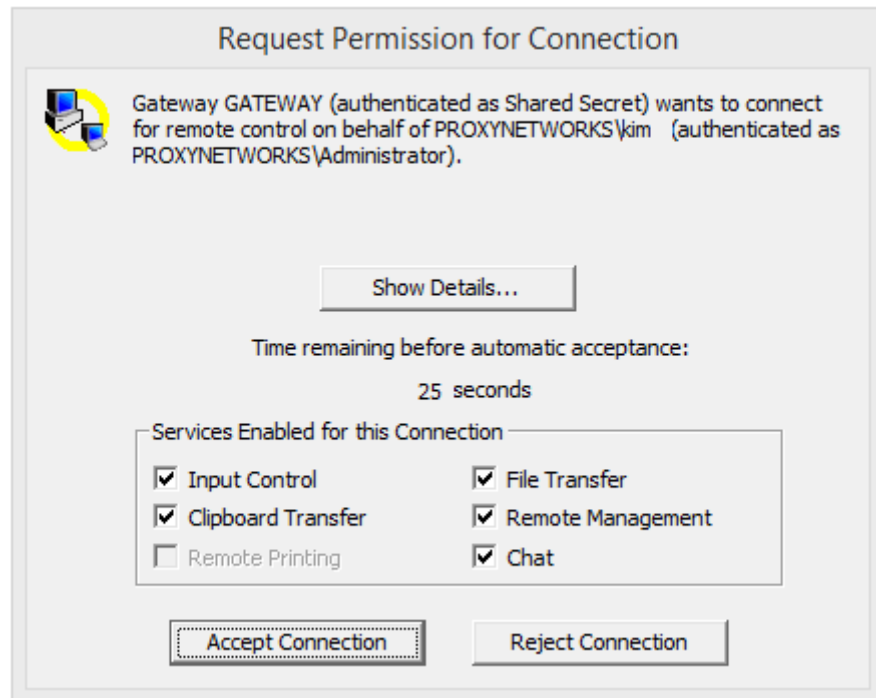 Request Permission for Connection
Gateway GATEWAY (authenticated as Shared Secret) wants to connect
for remote control on behalf of PROXYNETWORKS\kim (authenticated as
PROXYNETWORKS\Administrator).
Show Details...
Time remaining before automatic acceptance:
25 seconds
Services Enabled for this Connection
Input Control File Transfer
Clipboard Transfer Remote Management
Remote Printing Chat
Accept Connection Reject Connection